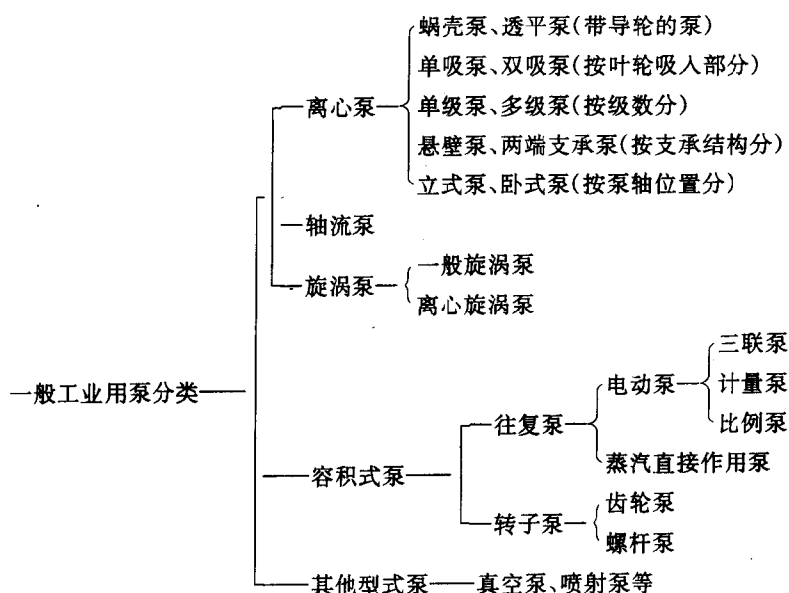 蜗壳泵、透平泵(带导轮的泵)
单吸泵、双吸泵(按叶轮吸入部分)
离心泵
单级泵、多级泵(按级数分)
悬壁泵、两端支承泵(按支承结构分)
立式泵、卧式泵(按泵轴位置分)
轴流泵
旋涡泵
一般旋涡泵
离心旋涡泵
一般工业用泵分类
容积式泵
往复泵
电动泵
三联泵
计量泵
比例泵
蒸汽直接作用泵
转子泵
齿轮泵
螺杆泵
其他型式泵
真空泵、喷射泵等